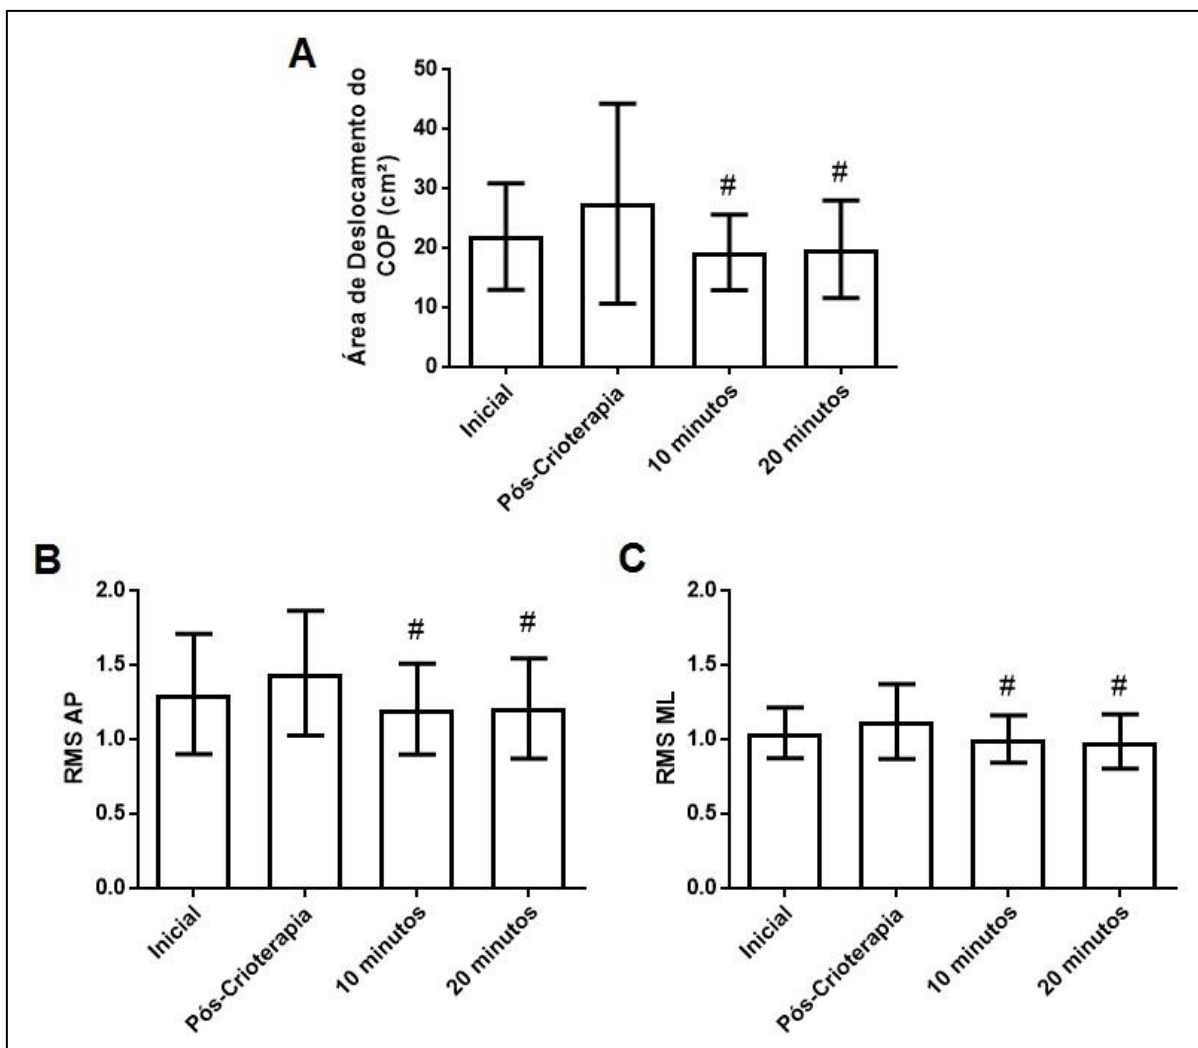 A
Área de Deslocamento do
COP (cm²)
50
40
30
20
10
0
#
#
Inicial
Pós-Crioterapia
10 minutos
20 minutos
B
RMS AP
2.0
1.5
1.0
0.5
0.0
#
#
Inicial
Pós-Crioterapia
10 minutos
20 minutos
C
RMS ML
2.0
1.5
1.0
0.5
0.0
#
#
Inicial
Pós-Crioterapia
10 minutos
20 minutos